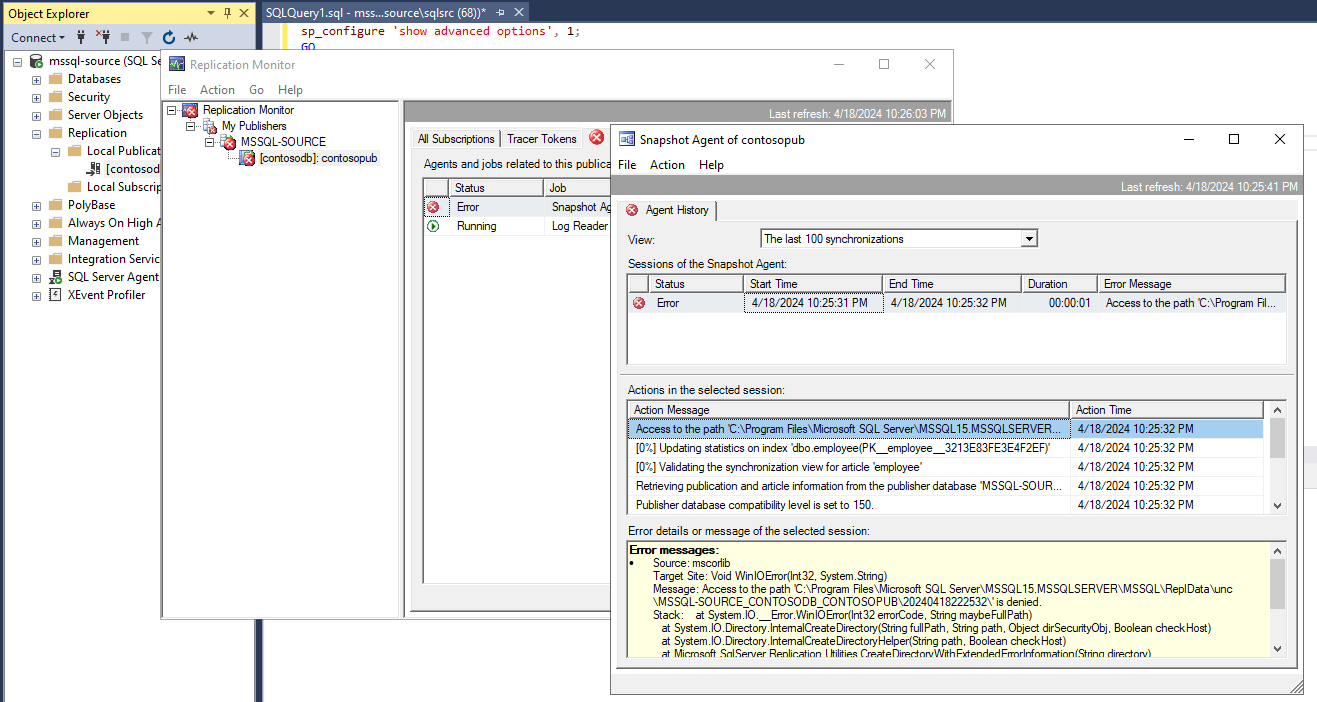 Object Explorer
Connect
mssql-source (SQL Se
Databases
Security
Server Objects
Replication
Local Publicat
[contosod
Local Subscrip
PolyBase
Always On High A
Management
Integration Servic
SQL Server Agent
XEvent Profiler
SQLQuery1.sql - mss...source\sqlsrc (68))*
sp_configure 'show advanced options', 1;
GO
Replication Monitor
File Action Go Help
Replication Monitor
My Publishers
MSSQL-SOURCE
[contosodb]: contosopub
Last refresh: 4/18/2024 10:26:03 PM
All Subscriptions Tracer Tokens
Agents and jobs related to this publica
Status Job
Error Snapshot Ag
Running Log Reader
Snapshot Agent of contosopub
File Action Help
Last refresh: 4/18/2024 10:25:41 PM
Agent History
View: The last 100 synchronizations
Sessions of the Snapshot Agent:
Status Start Time End Time Duration Error Message
Error 4/18/2024 10:25:31 PM 4/18/2024 10:25:32 PM 00:00:01 Access to the path 'C:\Program Fil...
Actions in the selected session:
Action Message Action Time
Access to the path 'C:\Program Files\Microsoft SQL Server\MSSQL15.MSSQLSERVER... 4/18/2024 10:25:32 PM
[0%] Updating statistics on index 'dbo.employee(PK__employee__3213E83FE3E4F2EF)' 4/18/2024 10:25:32 PM
[0%] Validating the synchronization view for article 'employee' 4/18/2024 10:25:32 PM
Retrieving publication and article information from the publisher database 'MSSQL-SOUR... 4/18/2024 10:25:32 PM
Publisher database compatibility level is set to 150. 4/18/2024 10:25:32 PM
Error details or message of the selected session:
Error messages:
• Source: mscorlib
Target Site: Void WinIOError(Int32, System.String)
Message: Access to the path 'C:\Program Files\Microsoft SQL Server\MSSQL15.MSSQLSERVER\MSSQL\ReplData\unc
\MSSQL-SOURCE_CONTOSODB_CONTOSOPUB\20240418222532\' is denied.
Stack: at System.IO.__Error.WinIOError(Int32 errorCode, String maybeFullPath)
at System.IO.Directory.InternalCreateDirectory(String fullPath, String path, Object dirSecurityObj, Boolean checkHost)
at System.IO.Directory.InternalCreateDirectoryHelper(String path, Boolean checkHost)
at Microsoft.SqlServer.Replication.Utilities.CreateDirectoryWithExtendedErrorInformation(String directory)